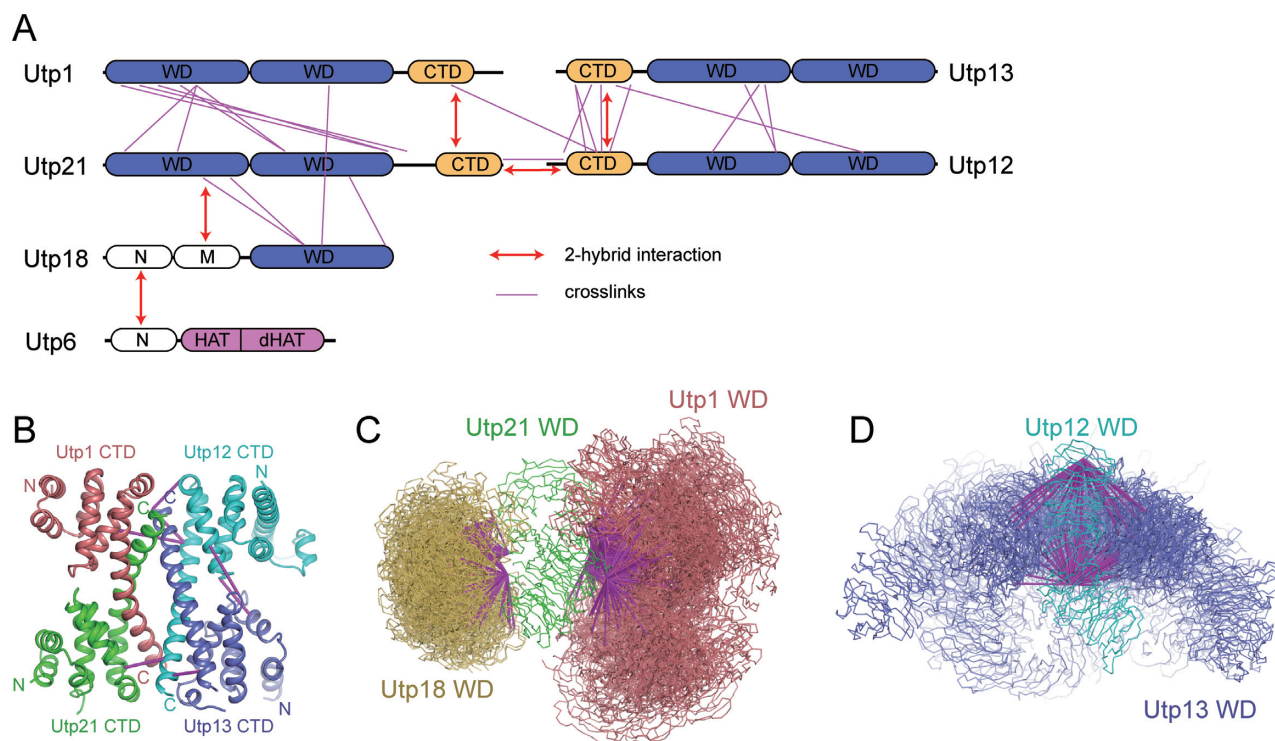 A
Utp1 WD WD CTD CTD WD WD Utp13
Utp21 WD WD CTD CTD WD WD Utp12
Utp18 N M WD
2-hybrid interaction
crosslinks
Utp6 N HAT dHAT
B
Utp1 CTD Utp12 CTD
N N
C C
N C C N
Utp21 CTD Utp13 CTD
C
Utp1 WD
Utp21 WD
Utp18 WD
D
Utp12 WD
Utp13 WD